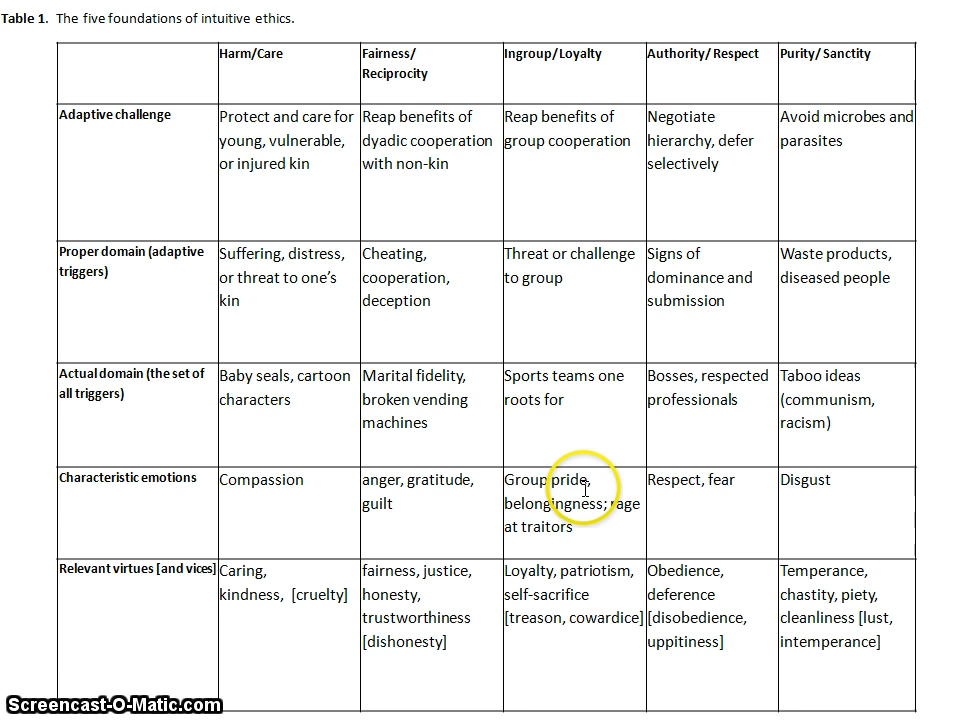 Table 1.  The five foundations of intuitive ethics.
Harm/Care
Fairness/
Reciprocity
Ingroup/Loyalty
Authority/ Respect
Purity/ Sanctity
Adaptive challenge
Protect and care for
young, vulnerable,
or injured kin
Reap benefits of
dyadic cooperation
with non-kin
Reap benefits of
group cooperation
Negotiate
hierarchy, defer
selectively
Avoid microbes and
parasites
Proper domain (adaptive
triggers)
Suffering, distress,
or threat to one's
kin
Cheating,
cooperation,
deception
Threat or challenge
to group
Signs of
dominance and
submission
Waste products,
diseased people
Actual domain (the set of
all triggers)
Baby seals, cartoon
characters
Marital fidelity,
broken vending
machines
Sports teams one
roots for
Bosses, respected
professionals
Taboo ideas
(communism,
racism)
Characteristic emotions
Compassion
anger, gratitude,
guilt
Group pride,
belongingness; rage
at traitors
Respect, fear
Disgust
Relevant virtues [and vices]
Caring,
kindness,  [cruelty]
fairness, justice,
honesty,
trustworthiness
[dishonesty]
Loyalty, patriotism,
self-sacrifice
[treason, cowardice]
Obedience,
deference
[disobedience,
uppitiness]
Temperance,
chastity, piety,
cleanliness [lust,
intemperance]
Screencast-O-Matic.com